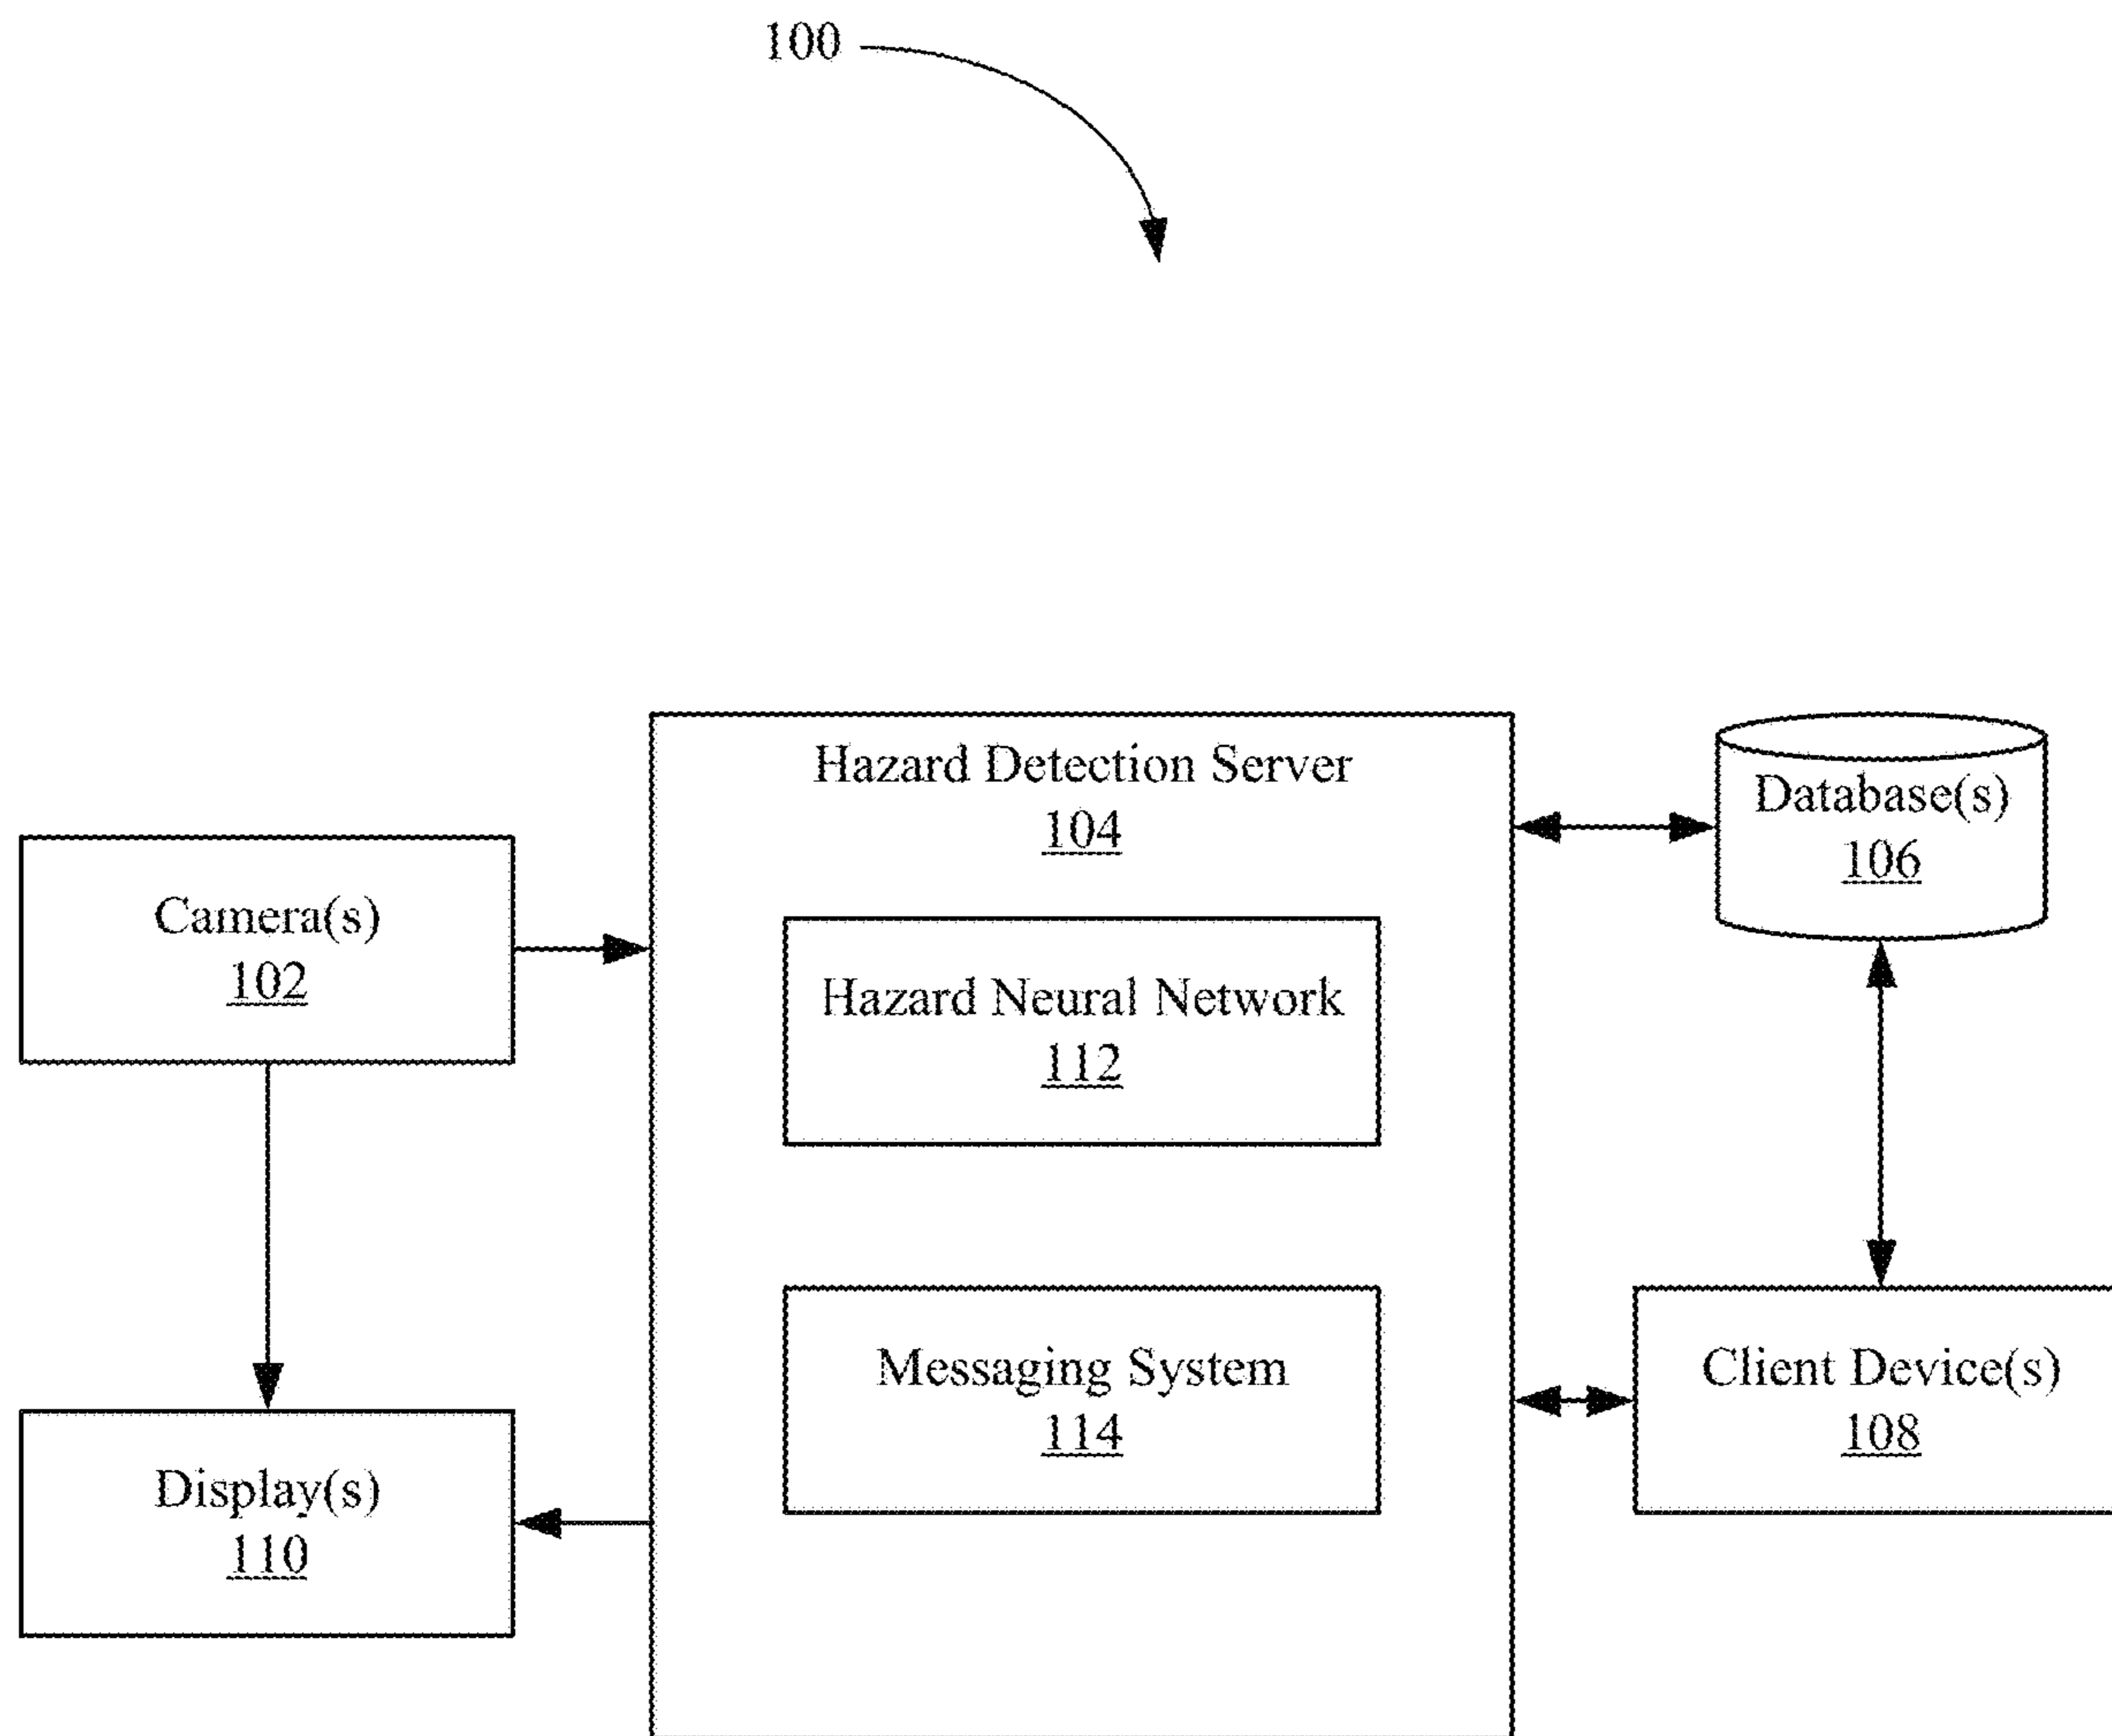 100
Hazard Detection Server
104
Database(s)
106
Camera(s)
102
Hazard Neural Network
112
Messaging System
114
Client Device(s)
108
Display(s)
110